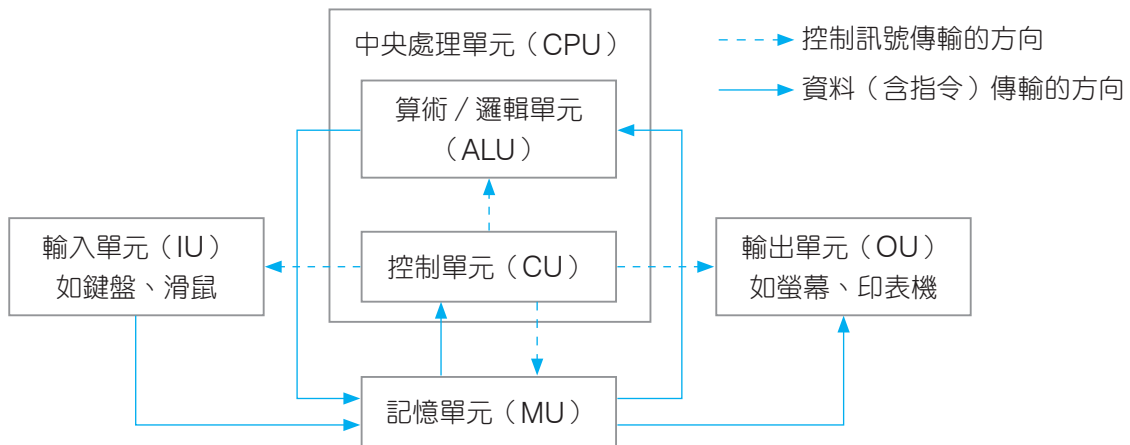 中央處理單元（CPU）
控制訊號傳輸的方向
資料（含指令）傳輸的方向
算術／邏輯單元
（ALU）
輸入單元（IU）
如鍵盤、滑鼠
控制單元（CU）
輸出單元（OU）
如螢幕、印表機
記憶單元（MU）